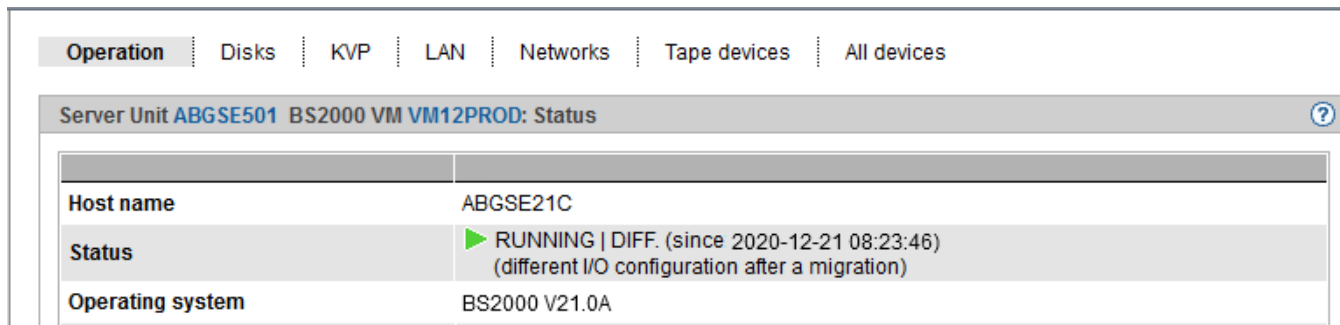 Operation Disks KVP LAN Networks Tape devices All devices
Server Unit ABGSE501 BS2000 VM VM12PROD: Status ?
Host name ABGSE21C
Status RUNNING | DIFF. (since 2020-12-21 08:23:46)
(different I/O configuration after a migration)
Operating system BS2000 V21.0A